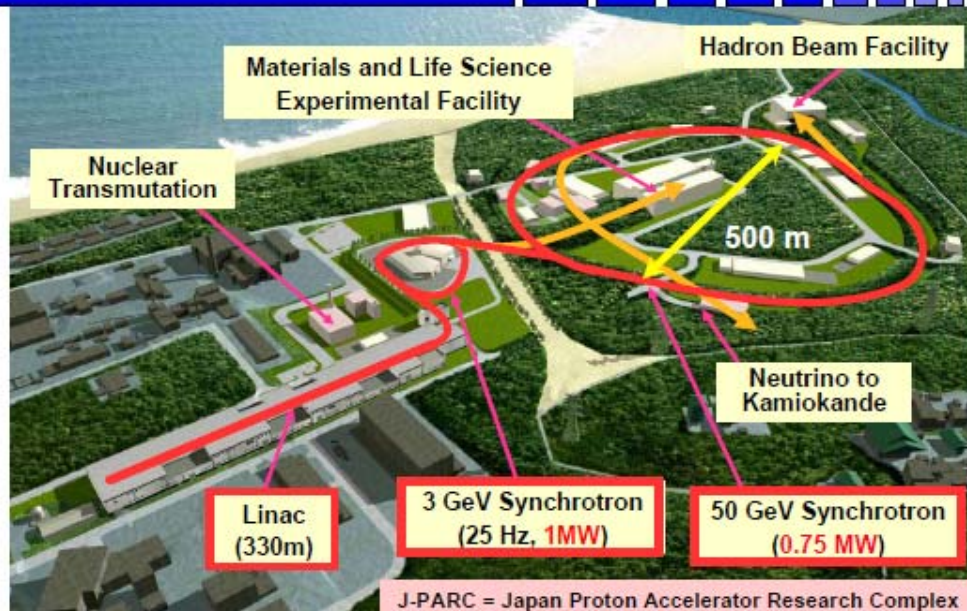 Hadron Beam Facility
Materials and Life Science
Experimental Facility
Nuclear
Transmutation
500 m
Neutrino to
Kamiokande
Linac
(330m)
3 GeV Synchrotron
(25 Hz, 1MW)
50 GeV Synchrotron
(0.75 MW)
J-PARC = Japan Proton Accelerator Research Complex